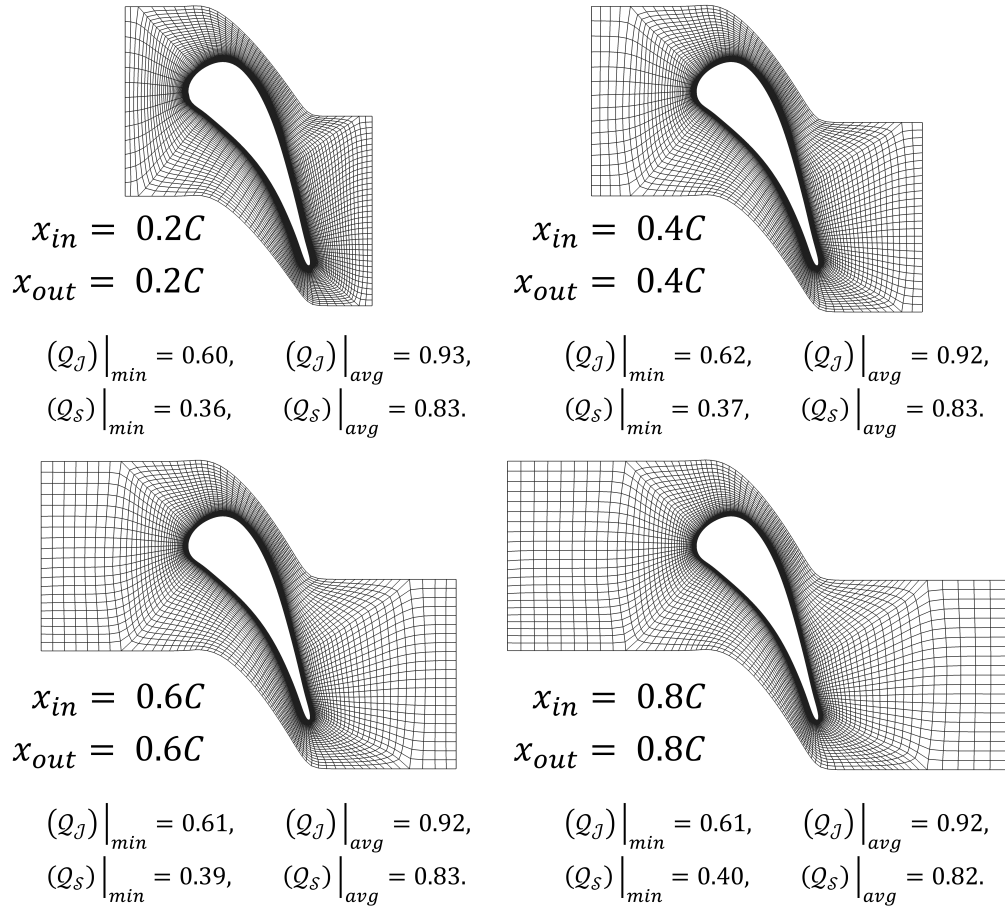 x_in = 0.2C
x_out = 0.2C
(Q_J)|_min = 0.60, (Q_J)|_avg = 0.93,
(Q_S)|_min = 0.36, (Q_S)|_avg = 0.83.
x_in = 0.4C
x_out = 0.4C
(Q_J)|_min = 0.62, (Q_J)|_avg = 0.92,
(Q_S)|_min = 0.37, (Q_S)|_avg = 0.83.
x_in = 0.6C
x_out = 0.6C
(Q_J)|_min = 0.61, (Q_J)|_avg = 0.92,
(Q_S)|_min = 0.39, (Q_S)|_avg = 0.83.
x_in = 0.8C
x_out = 0.8C
(Q_J)|_min = 0.61, (Q_J)|_avg = 0.92,
(Q_S)|_min = 0.40, (Q_S)|_avg = 0.82.